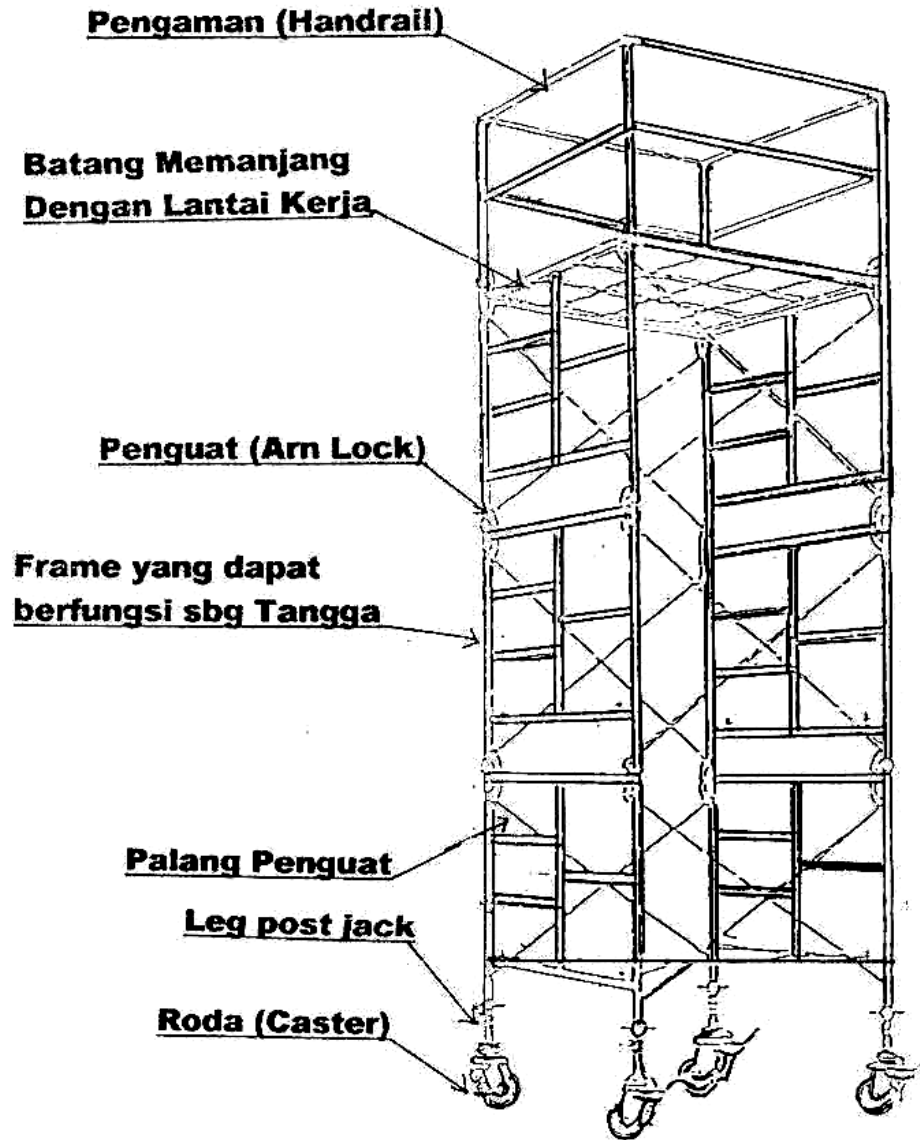 Pengaman (Handrail)
Batang Memanjang
Dengan Lantai Kerja
Penguat (Arn Lock)
Frame yang dapat
berfungsi sbg Tangga
Palang Penguat
Leg post jack
Roda (Caster)